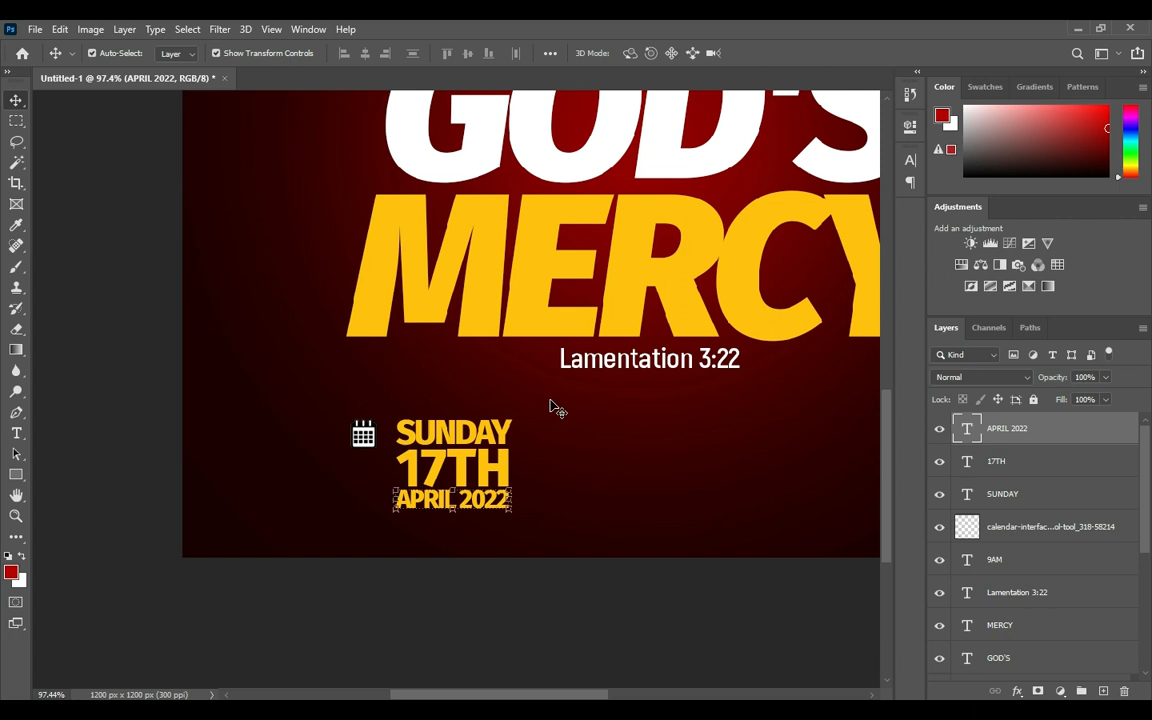 Ps File Edit Image Layer Type Select Filter 3D View Window Help
Auto-Select: Layer Show Transform Controls 3D Mode:
Untitled-1 @ 97.4% (APRIL 2022, RGB/8) *
GOD'S
MERCY
Lamentation 3:22
SUNDAY
17TH
APRIL 2022
97.44% 1200 px x 1200 px (300 ppi)
Color Swatches Gradients Patterns
Adjustments
Add an adjustment
Layers Channels Paths
Kind
Normal Opacity: 100%
Lock: Fill: 100%
APRIL 2022
17TH
SUNDAY
calendar-interfac...ol-tool_318-58214
9AM
Lamentation 3:22
MERCY
GOD'S